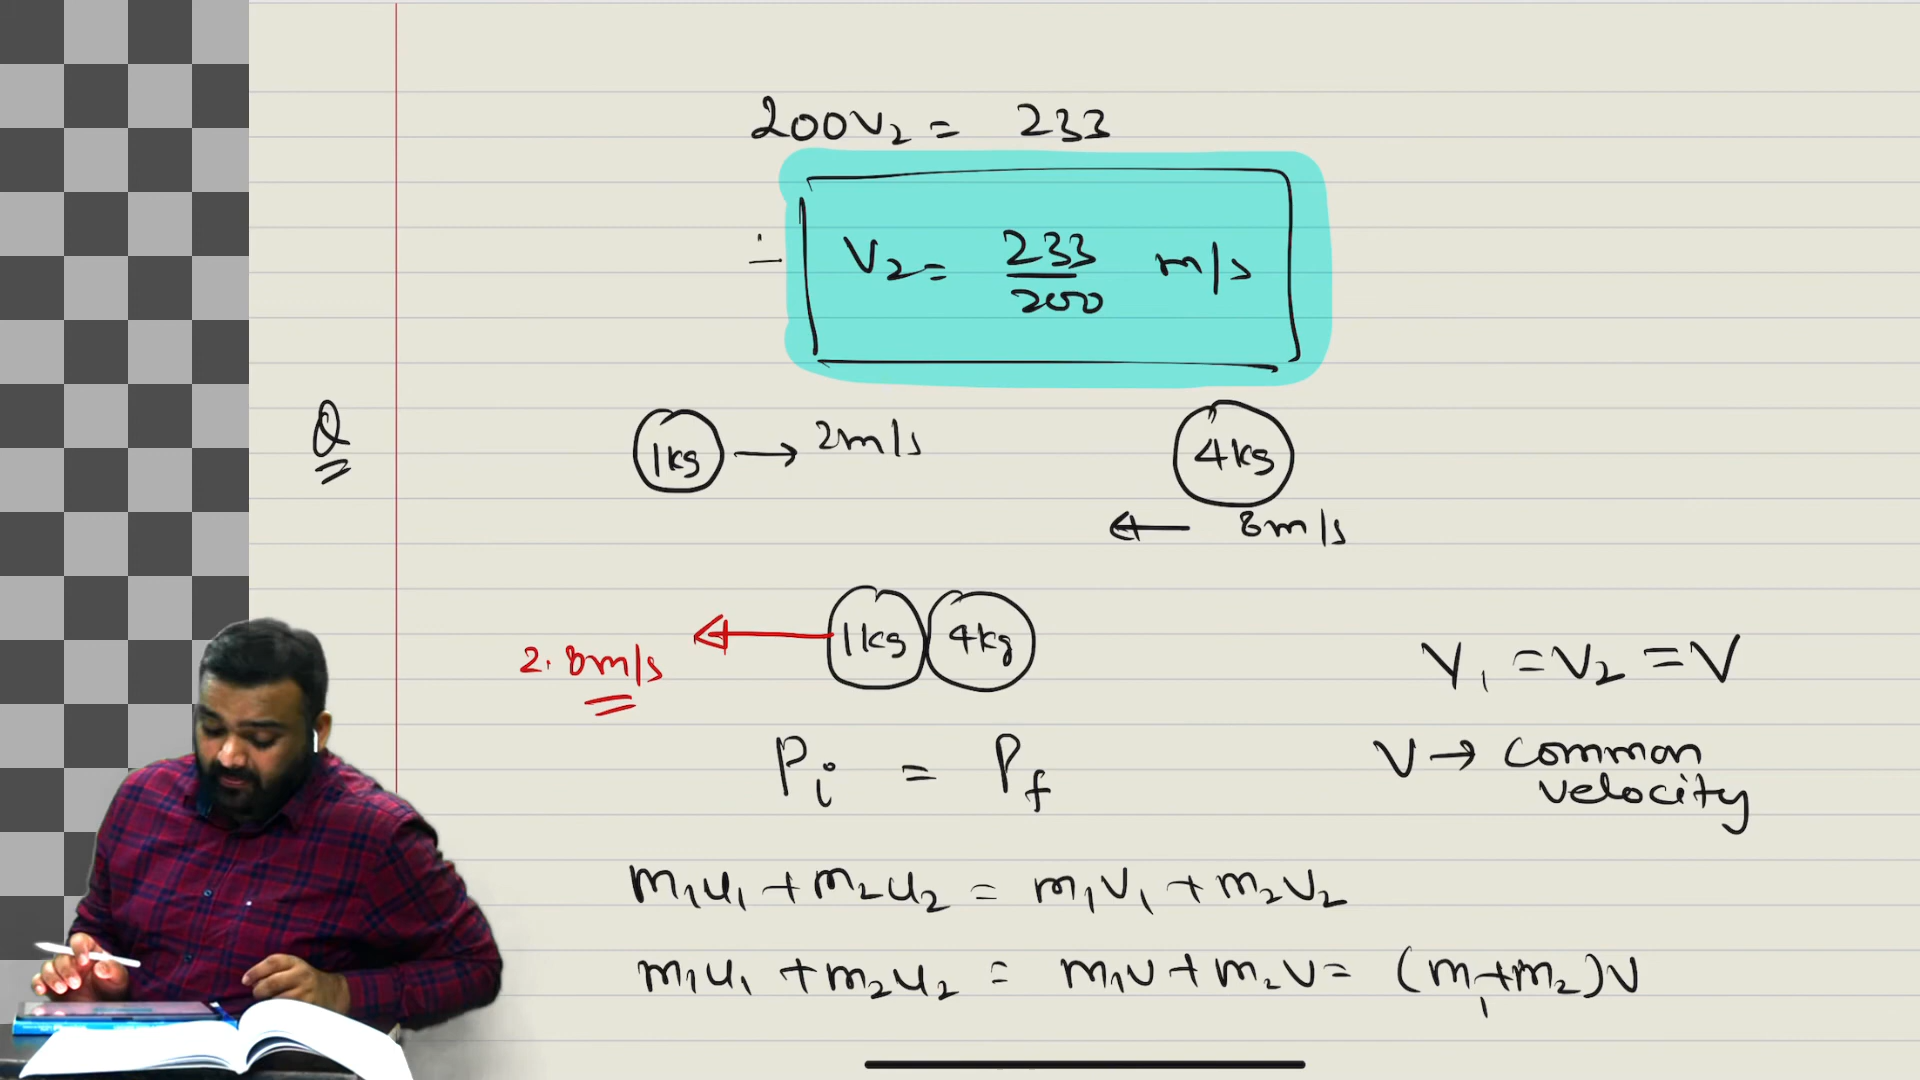 200v₂ = 233
∴ v₂ = 233/200 m/s
Q 1kg → 2m/s 4kg
← 8m/s
← 1kg 4kg
2.8m/s
V₁ = V₂ = V
Pi = Pf
V → common
velocity
m₁u₁ + m₂u₂ = m₁v₁ + m₂v₂
m₁u₁ + m₂u₂ = m₁v + m₂v = (m₁+m₂)v